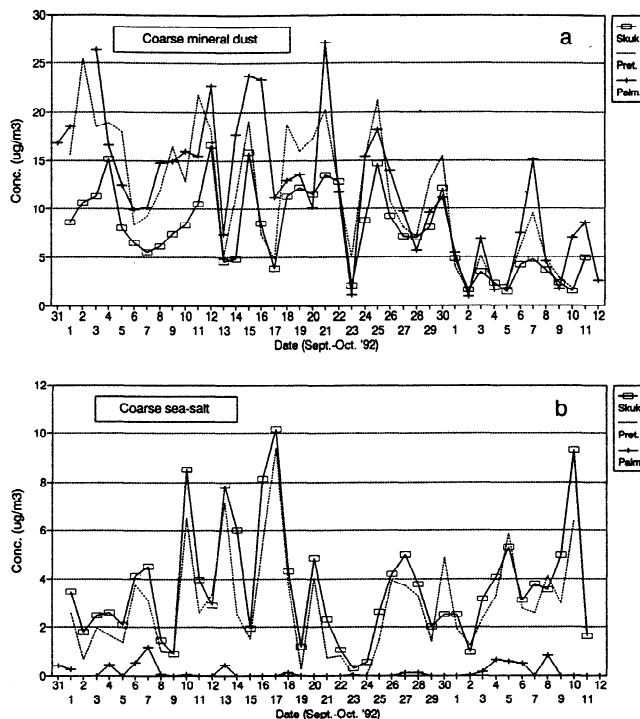 Coarse mineral dust
a
Skuk.
Pret.
Palm.
Conc. (ug/m3)
30
25
20
15
10
5
0
31 2 4 6 8 10 12 14 16 18 20 22 24 26 28 30 2 4 6 8 10 12
1 3 5 7 9 11 13 15 17 19 21 23 25 27 29 1 3 5 7 9 11
Date (Sept.-Oct. '92)
Coarse sea-salt
b
Skuk.
Pret.
Palm.
Conc. (ug/m3)
12
10
8
6
4
2
0
31 2 4 6 8 10 12 14 16 18 20 22 24 26 28 30 2 4 6 8 10 12
1 3 5 7 9 11 13 15 17 19 21 23 25 27 29 1 3 5 7 9 11
Date (Sept.-Oct. '92)